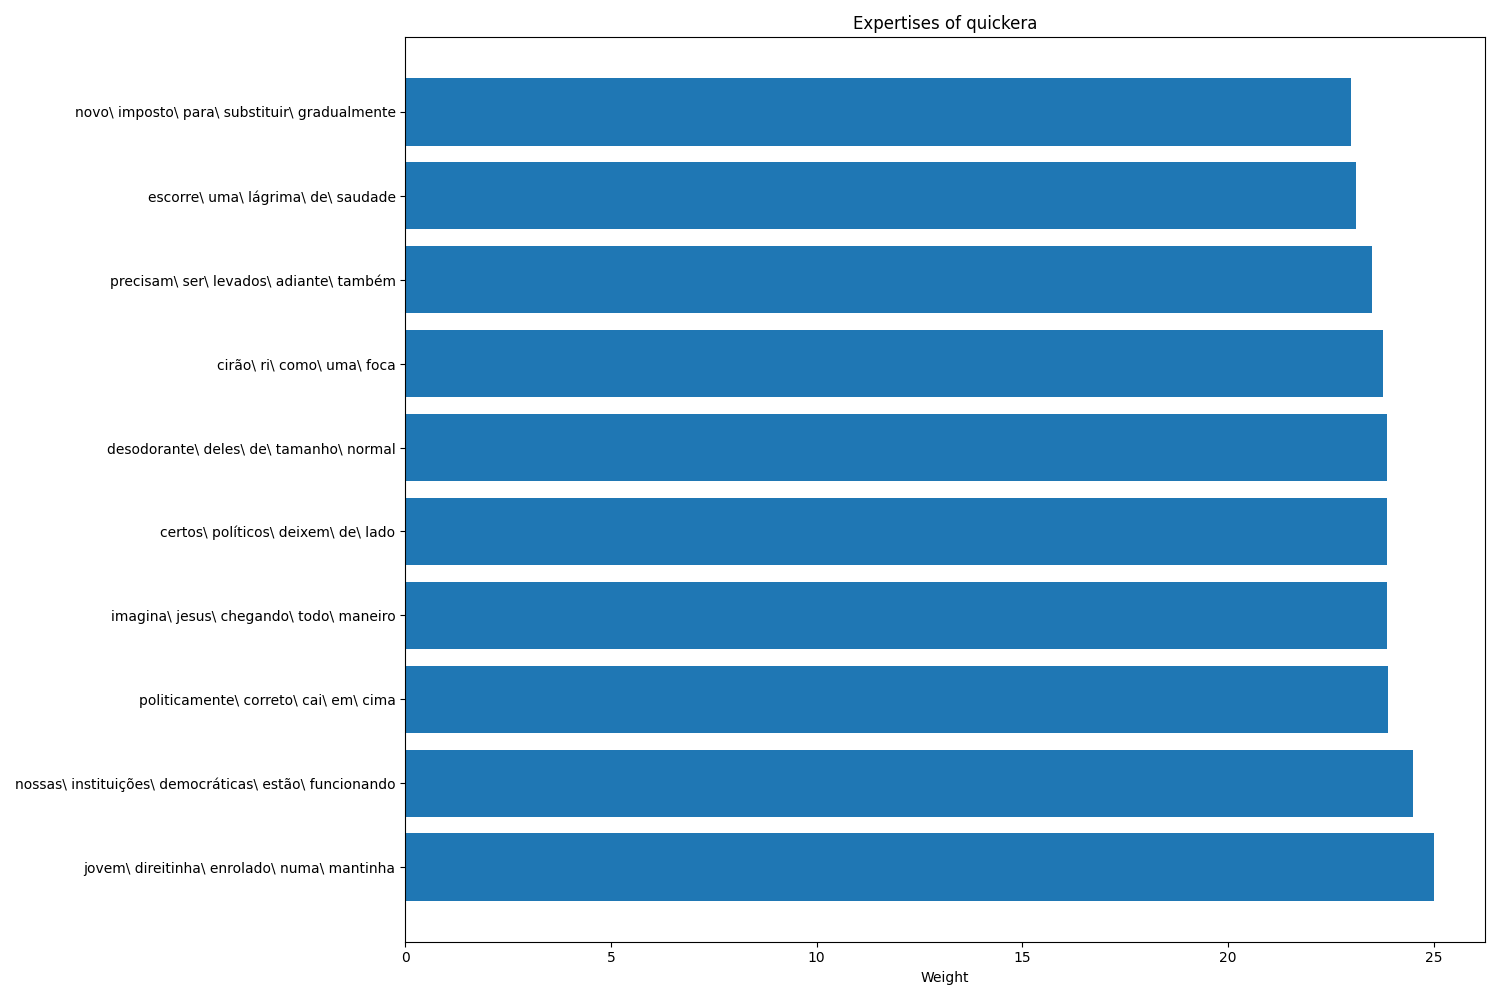 Expertises of quickera
novo\ imposto\ para\ substituir\ gradualmente
escorre\ uma\ lágrima\ de\ saudade
precisam\ ser\ levados\ adiante\ também
cirão\ ri\ como\ uma\ foca
desodorante\ deles\ de\ tamanho\ normal
certos\ políticos\ deixem\ de\ lado
imagina\ jesus\ chegando\ todo\ maneiro
politicamente\ correto\ cai\ em\ cima
nossas\ instituições\ democráticas\ estão\ funcionando
jovem\ direitinha\ enrolado\ numa\ mantinha
0 5 10 15 20 25
Weight